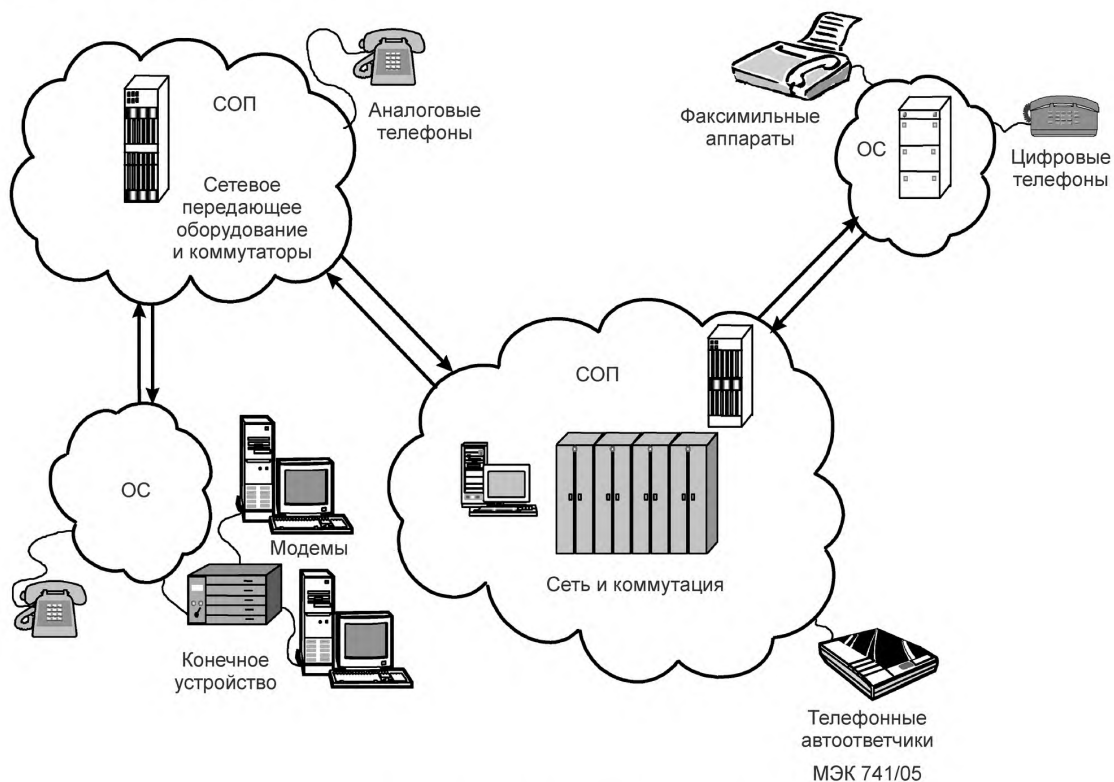 СОП
Сетевое
передающее
оборудование
и коммутаторы
Аналоговые
телефоны
Факсимильные
аппараты
ОС
Цифровые
телефоны
СОП
Сеть и коммутация
ОС
Модемы
Конечное
устройство
Телефонные
автоответчики
МЭК 741/05